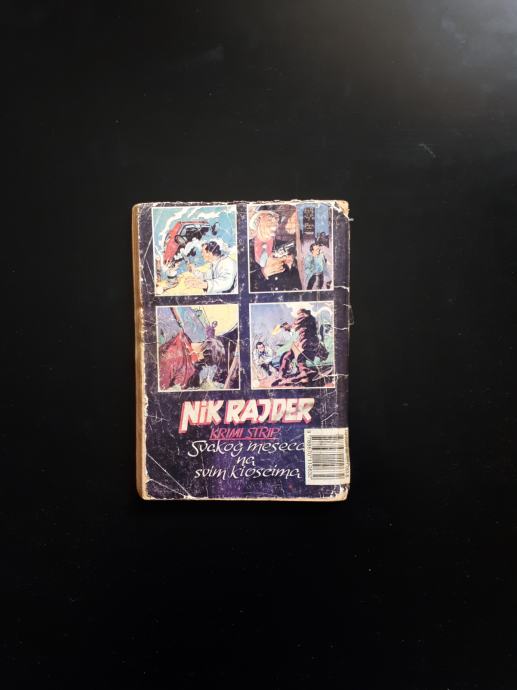 NIK RAJDER
KRIMI STRIP
Svakog meseca
na
svim kioscima